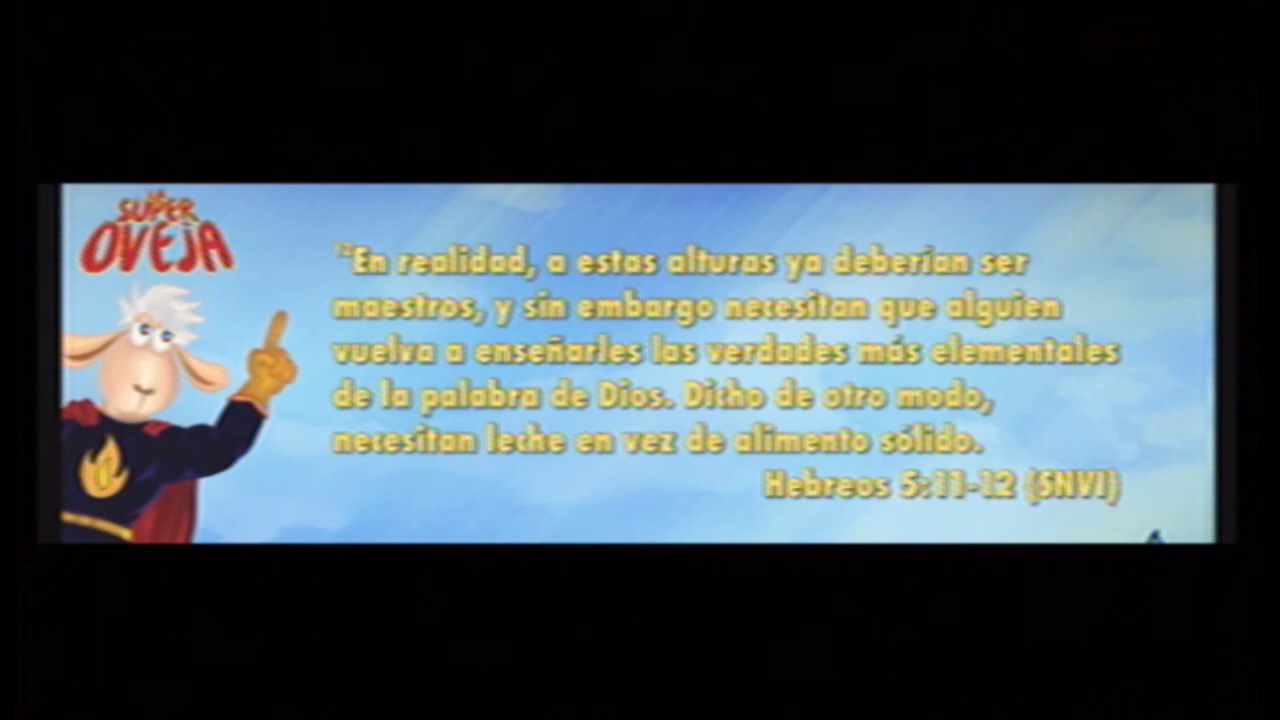 LA
SUPER
OVEJA
¹²En realidad, a estas alturas ya deberían ser
maestros, y sin embargo necesitan que alguien
vuelva a enseñarles las verdades más elementales
de la palabra de Dios. Dicho de otro modo,
necesitan leche en vez de alimento sólido.
Hebreos 5:11-12 (SNVI)